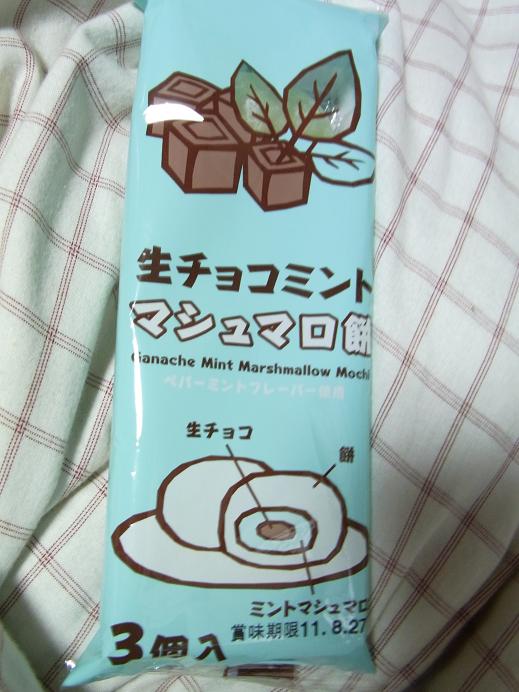 生チョコミント
マシュマロ餅
Ganache Mint Marshmallow Mochi
ペパーミントフレーバー使用
生チョコ
餅
ミントマシュマロ
賞味期限11.8.27
3個入